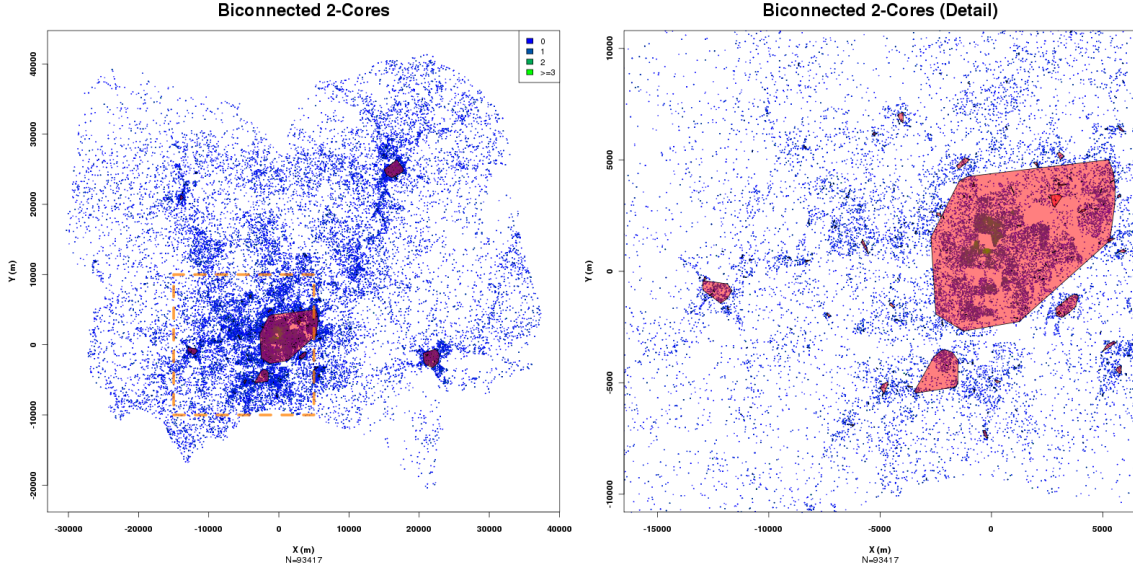 Biconnected 2-Cores
Y (m)
40000
30000
20000
10000
0
-10000
-20000
0
1
2
>=3
-30000 -20000 -10000 0 10000 20000 30000 40000
X (m)
N=93417
Biconnected 2-Cores (Detail)
Y (m)
10000
5000
0
-5000
-10000
-15000 -10000 -5000 0 5000
X (m)
N=93417